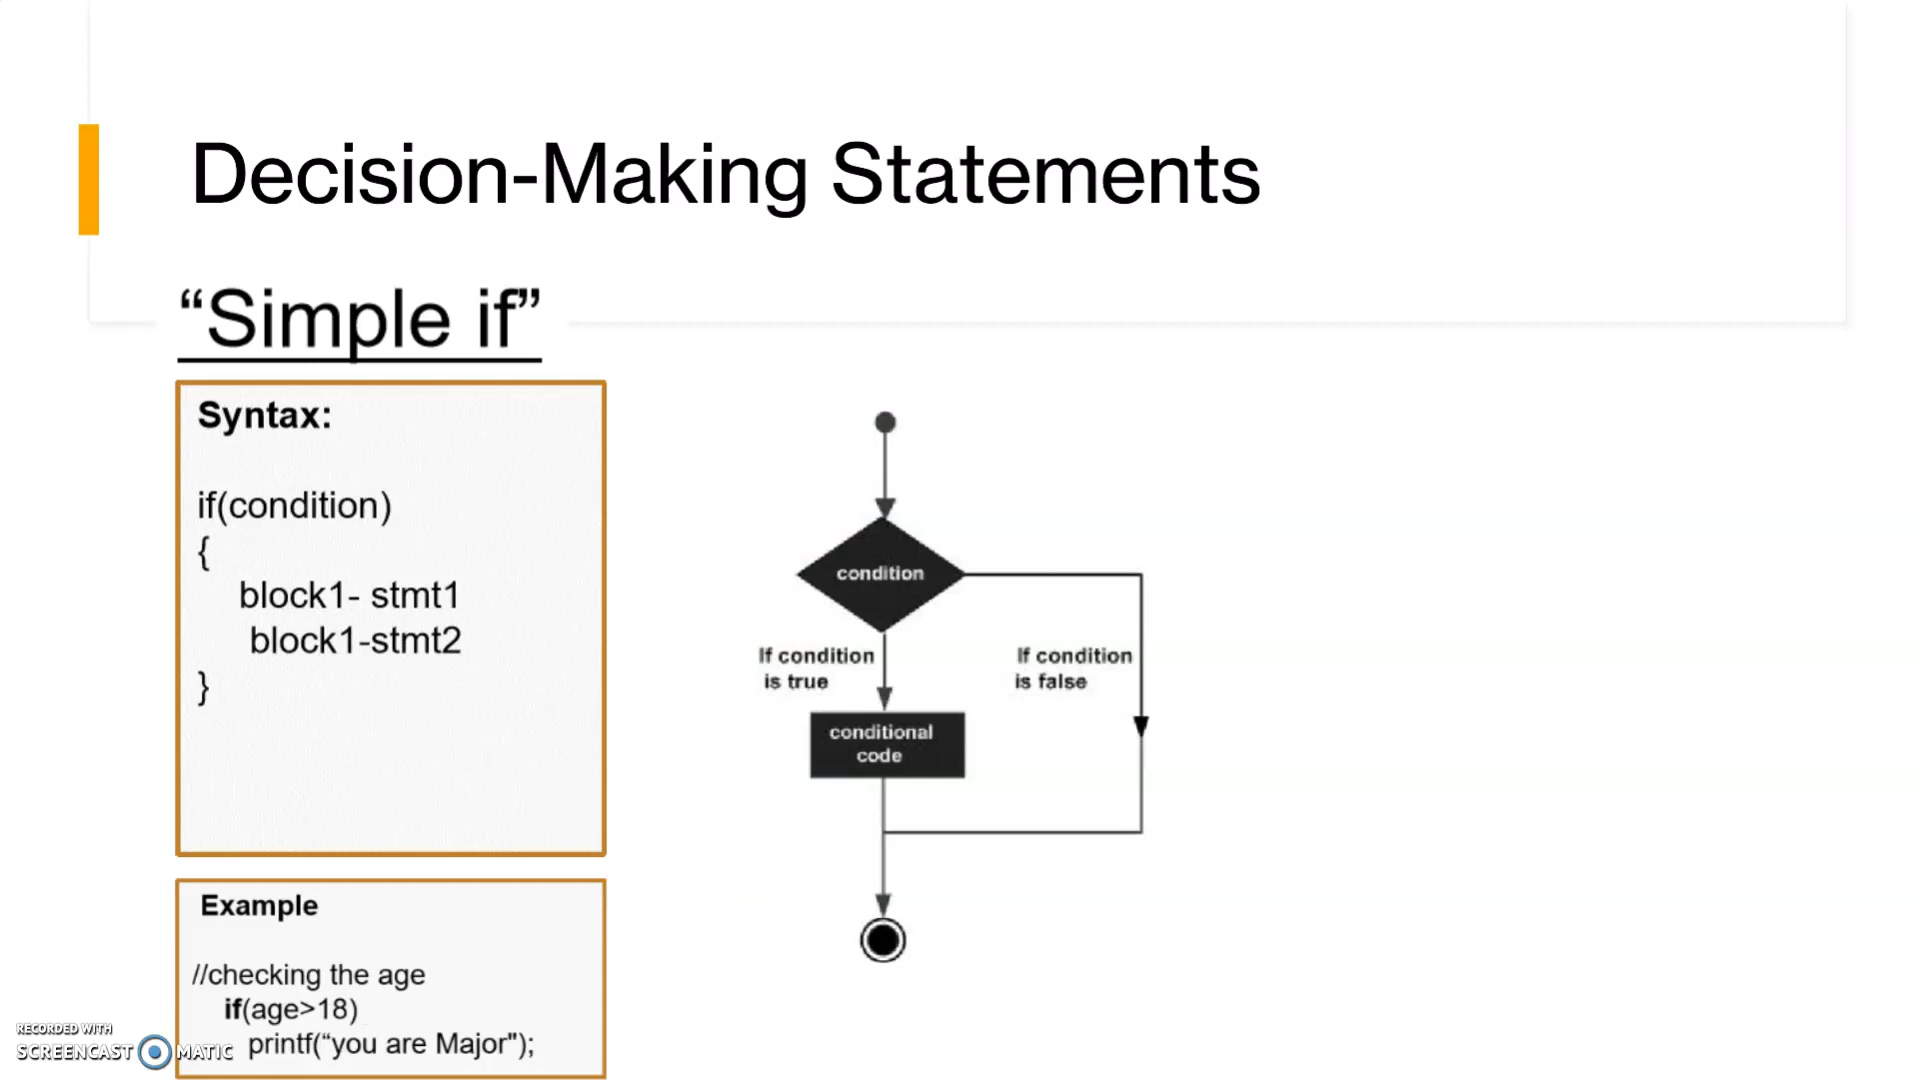 Decision-Making Statements
“Simple if”
Syntax:
if(condition)
{
block1- stmt1
block1-stmt2
}
Example
//checking the age
if(age>18)
printf(“you are Major");
condition
If condition
is true
If condition
is false
conditional
code
RECORDED WITH
SCREENCAST MATIC